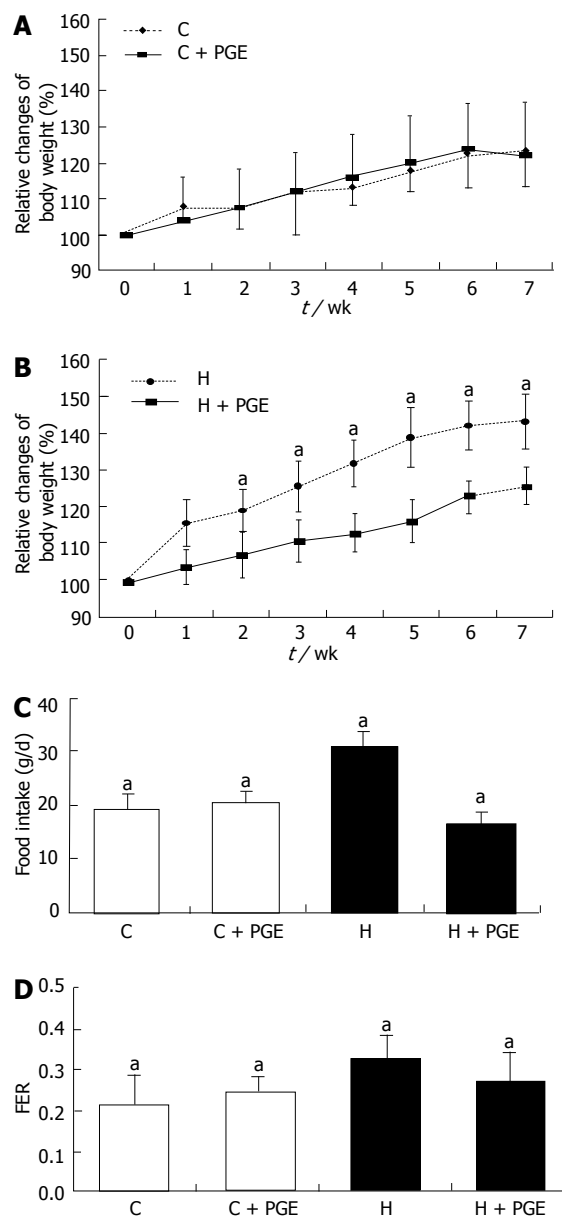 A
C
C + PGE
Relative changes of
body weight (%)
160
150
140
130
120
110
100
90
0 1 2 3 4 5 6 7
t / wk
B
H
H + PGE
Relative changes of
body weight (%)
160
150
140
130
120
110
100
90
a a a a a a
0 1 2 3 4 5 6 7
t / wk
C
Food intake (g/d)
40
30
20
10
0
a a a a
C C + PGE H H + PGE
D
FER
0.5
0.4
0.3
0.2
0.1
0.0
a a a a
C C + PGE H H + PGE